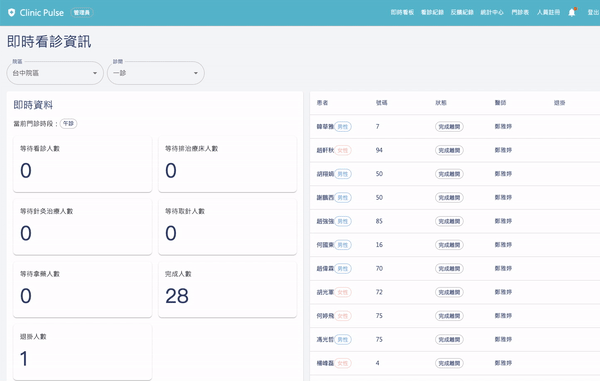 Clinic Pulse 管理員 即時看板 看診紀錄 反饋紀錄 統計中心 門診表 人員註冊 登出
即時看診資訊
院區
台中院區
診間
一診
即時資料
當前門診時段： 午診
等待看診人數
0
等待排治療床人數
0
等待針灸治療人數
0
等待取針人數
0
等待拿藥人數
0
完成人數
28
退掛人數
1
患者 號碼 狀態 醫師 退掛
韓華雅 男性 7 完成離開 鄭雅婷
趙軒秋 女性 94 完成離開 鄭雅婷
男性 50 完成離開 鄭雅婷
謝鵬西 男性 50 完成離開 鄭雅婷
趙強強 男性 85 完成離開 鄭雅婷
何國東 男性 16 完成離開 鄭雅婷
趙偉霖 男性 70 完成離開 鄭雅婷
胡光軍 女性 72 完成離開 鄭雅婷
何婷飛 女性 75 完成離開 鄭雅婷
馮光哲 男性 75 完成離開 鄭雅婷
楊峰磊 女性 4 完成離開 鄭雅婷